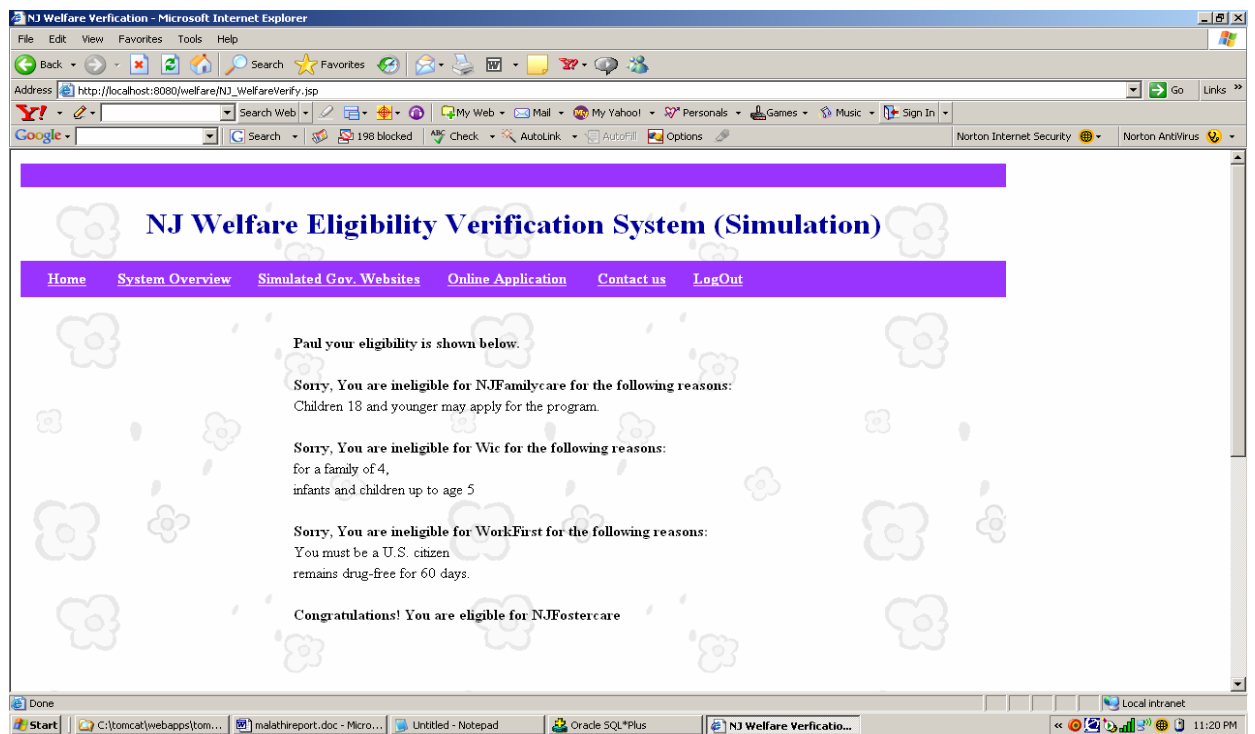 NJ Welfare Verfication - Microsoft Internet Explorer
File Edit View Favorites Tools Help
Back Search Favorites
Address http://localhost:8080/welfare/NJ_WelfareVerify.jsp Go Links »
Y! Search Web My Web Mail My Yahoo! Personals Games Music Sign In
Google Search 198 blocked Check AutoLink AutoFill Options Norton Internet Security Norton AntiVirus
NJ Welfare Eligibility Verification System (Simulation)
Home System Overview Simulated Gov. Websites Online Application Contact us LogOut
Paul your eligibility is shown below.
Sorry, You are ineligible for NJFamilycare for the following reasons:
Children 18 and younger may apply for the program.
Sorry, You are ineligible for Wic for the following reasons:
for a family of 4,
infants and children up to age 5
Sorry, You are ineligible for WorkFirst for the following reasons:
You must be a U.S. citizen
remains drug-free for 60 days.
Congratulations! You are eligible for NJFostercare
Done Local intranet
Start C:\tomcat\webapps\tom... malathireport.doc - Micro... Untitled - Notepad Oracle SQL*Plus NJ Welfare Verficatio... « 11:20 PM